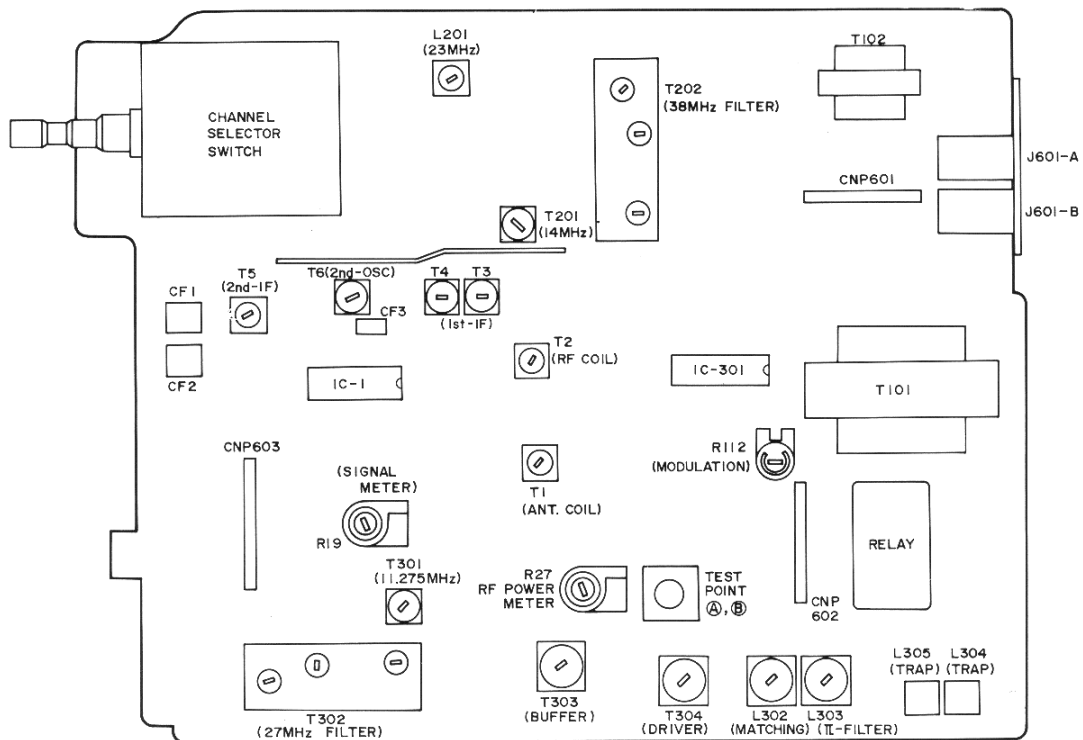 L201
(23MHz)
T102
CHANNEL
SELECTOR
SWITCH
T202
(38MHz FILTER)
J601-A
CNP601
J601-B
T201
(14MHz)
T5
(2nd-IF)
T6(2nd-OSC)
T4
T3
CF1
CF3
(1st-IF)
T2
(RF COIL)
CF2
IC-1
IC-301
T101
CNP603
R112
(MODULATION)
(SIGNAL
METER)
T1
(ANT. COIL)
R19
RELAY
T301
(11.275MHz)
R27
RF POWER
METER
TEST
POINT
Ⓐ,Ⓑ
CNP
602
L305
(TRAP)
L304
(TRAP)
T303
(BUFFER)
T304
(DRIVER)
L302
(MATCHING)
L303
(π-FILTER)
T302
(27MHz FILTER)